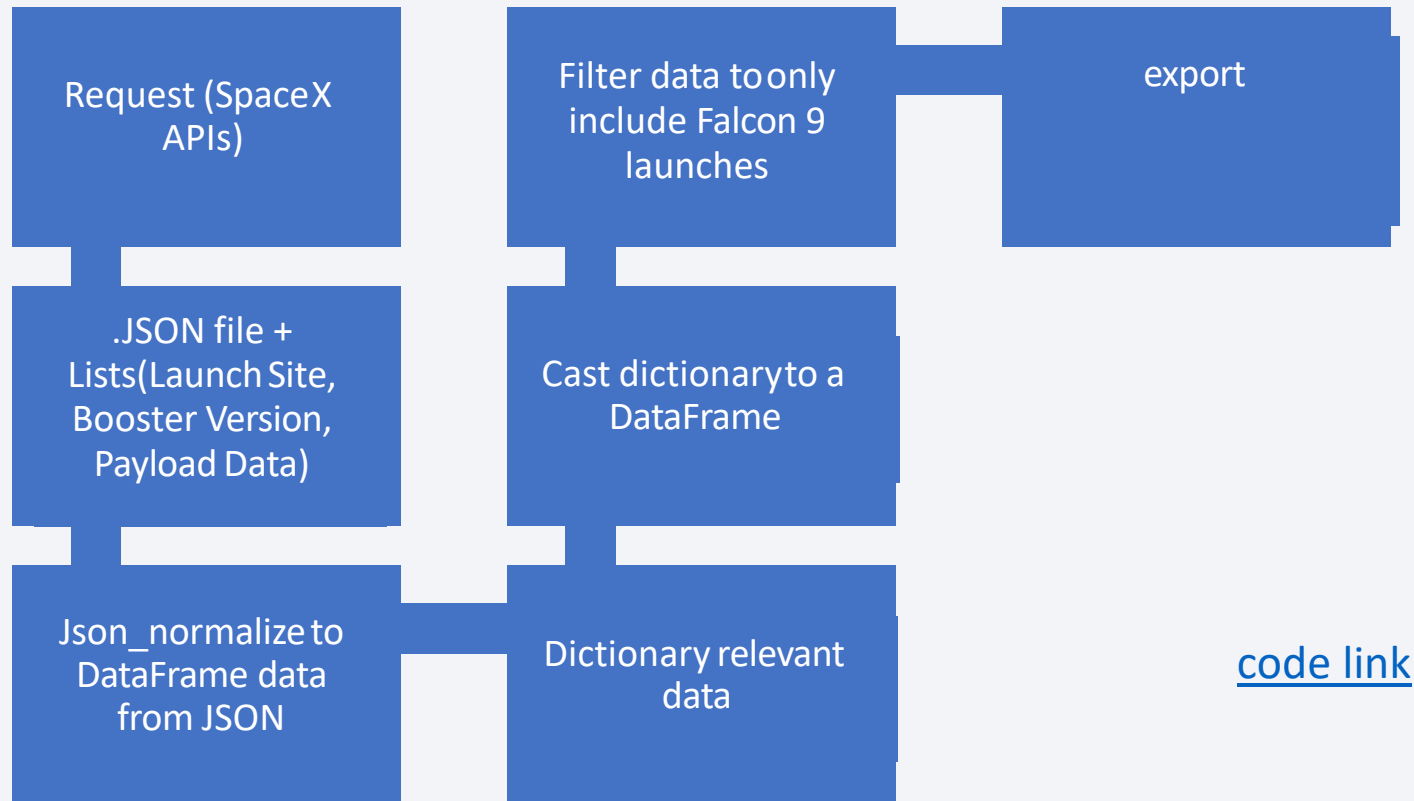 Request (SpaceX
APIs)
.JSON file +
Lists(Launch Site,
Booster Version,
Payload Data)
Json_normalize to
DataFrame data
from JSON
Dictionary relevant
data
Cast dictionary to a
DataFrame
Filter data to only
include Falcon 9
launches
export
code link